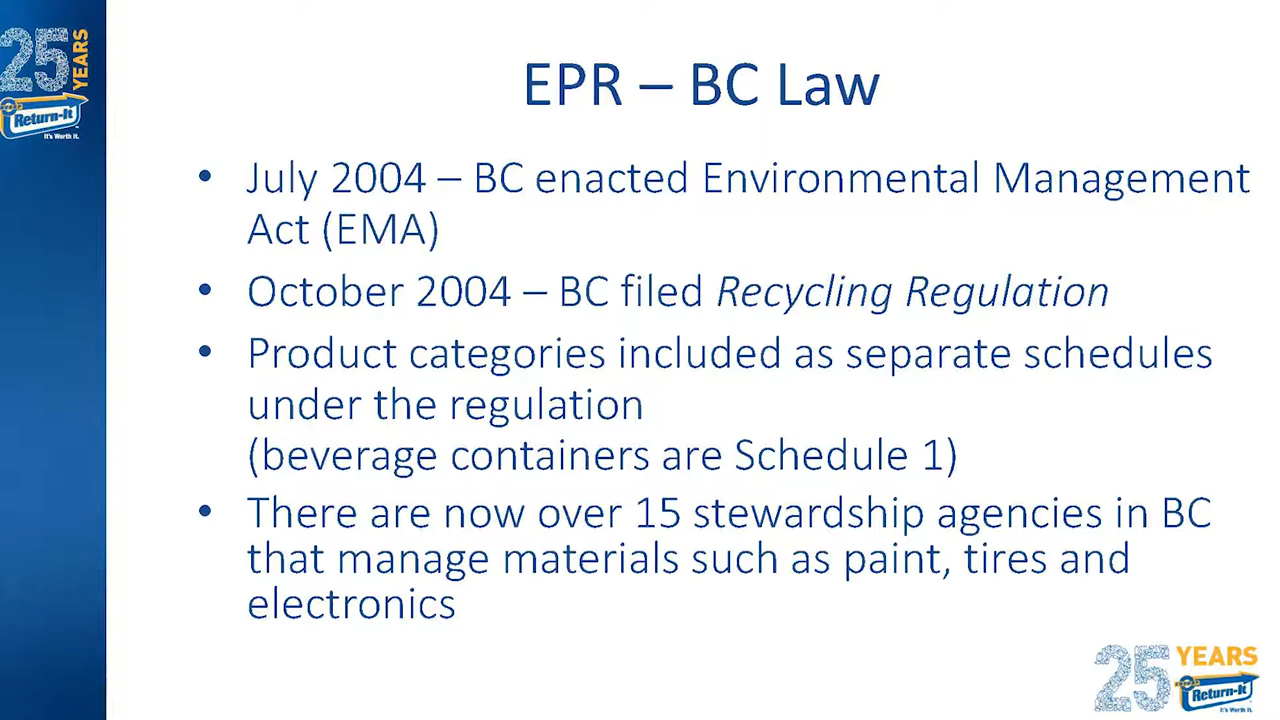 25 YEARS
Return-It
It's Worth It.
EPR – BC Law
• July 2004 – BC enacted Environmental Management
Act (EMA)
• October 2004 – BC filed Recycling Regulation
• Product categories included as separate schedules
under the regulation
(beverage containers are Schedule 1)
• There are now over 15 stewardship agencies in BC
that manage materials such as paint, tires and
electronics
25 YEARS
Return-It
It's Worth It.